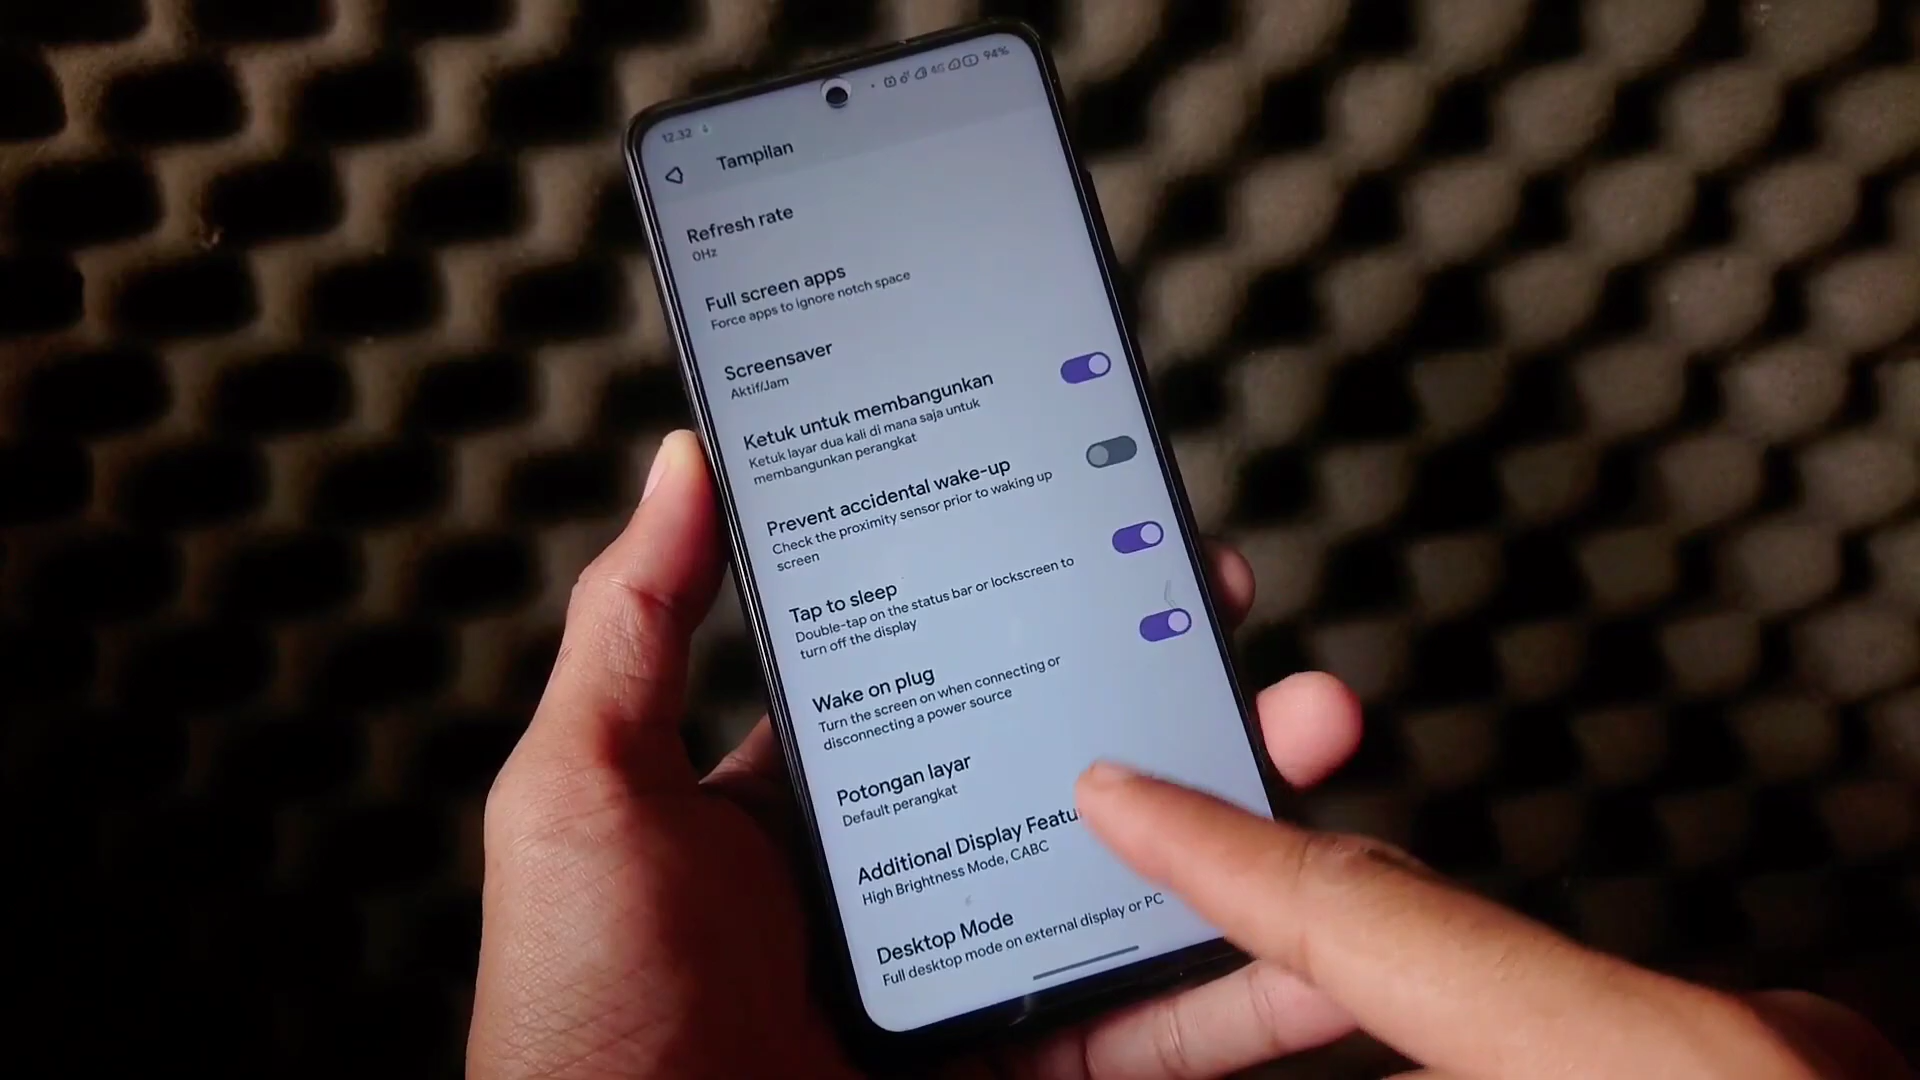 12.32
4G 94%
Tampilan
Refresh rate
0Hz
Full screen apps
Force apps to ignore notch space
Screensaver
Aktif/Jam
Ketuk untuk membangunkan
Ketuk layar dua kali di mana saja untuk
membangunkan perangkat
Prevent accidental wake-up
Check the proximity sensor prior to waking up
screen
Tap to sleep
Double-tap on the status bar or lockscreen to
turn off the display
Wake on plug
Turn the screen on when connecting or
disconnecting a power source
Potongan layar
Default perangkat
Additional Display Featu
High Brightness Mode, CABC
Desktop Mode
Full desktop mode on external display or PC